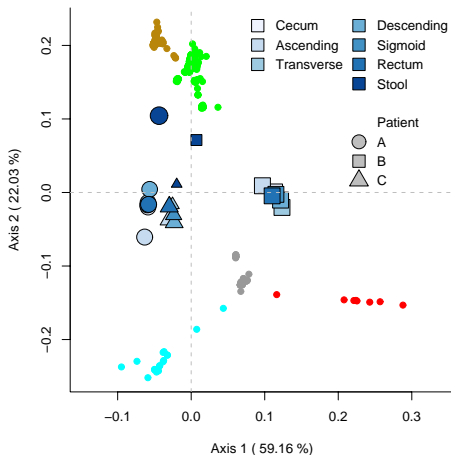 Cecum
Ascending
Transverse
Descending
Sigmoid
Rectum
Stool
Patient
A
B
C
0.2
0.1
0.0
−0.1
−0.2
Axis 2 ( 22.03 %)
−0.1 0.0 0.1 0.2 0.3
Axis 1 ( 59.16 %)